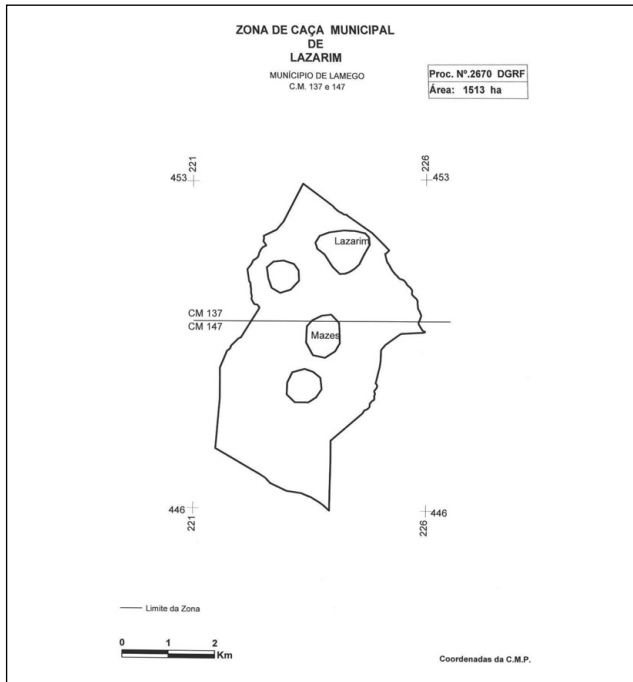 ZONA DE CAÇA MUNICIPAL
DE
LAZARIM
MUNÍCIPIO DE LAMEGO
C.M. 137 e 147
Proc. Nº.2670 DGRF
Área: 1513 ha
221
226
453
453
Lazarim
CM 137
CM 147
Mazes
446
446
221
226
Limite da Zona
0 1 2
Km
Coordenadas da C.M.P.